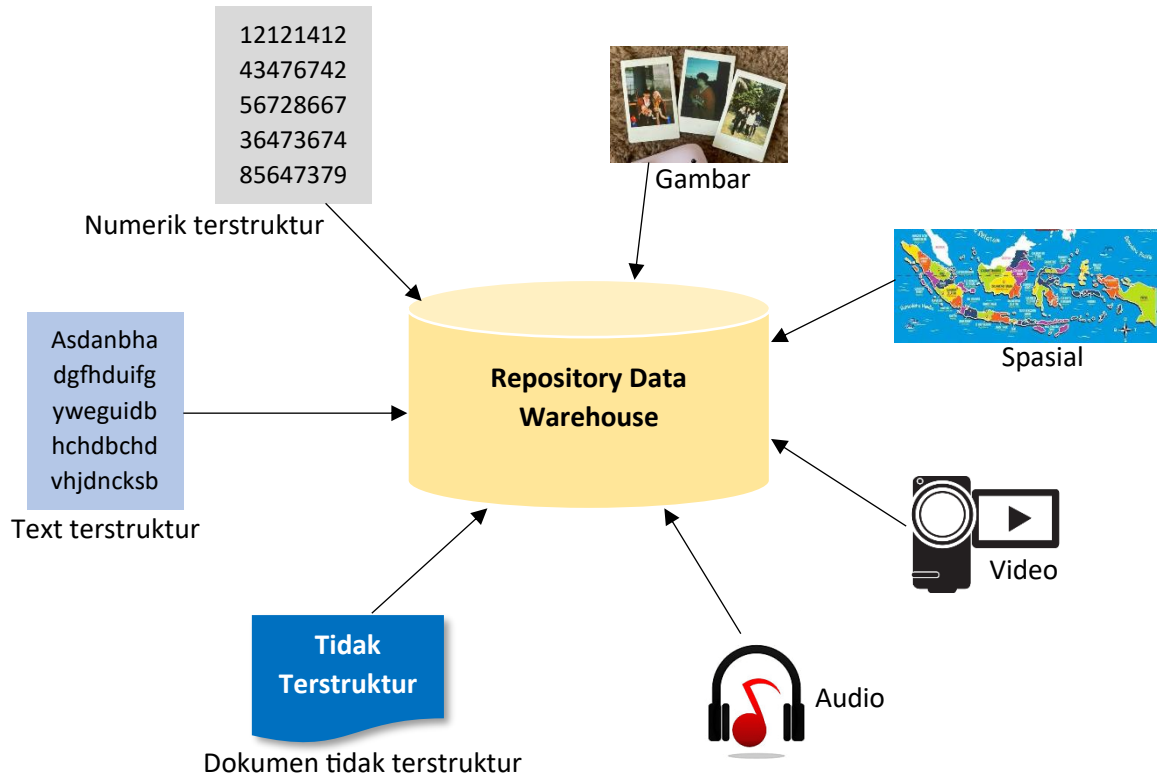 12121412
43476742
56728667
36473674
85647379
Numerik terstruktur
Gambar
Spasial
Asdanbha
dgfhduifg
yweguidb
hchdbchd
vhjdncksb
Text terstruktur
Repository Data
Warehouse
Video
Tidak
Terstruktur
Dokumen tidak terstruktur
Audio